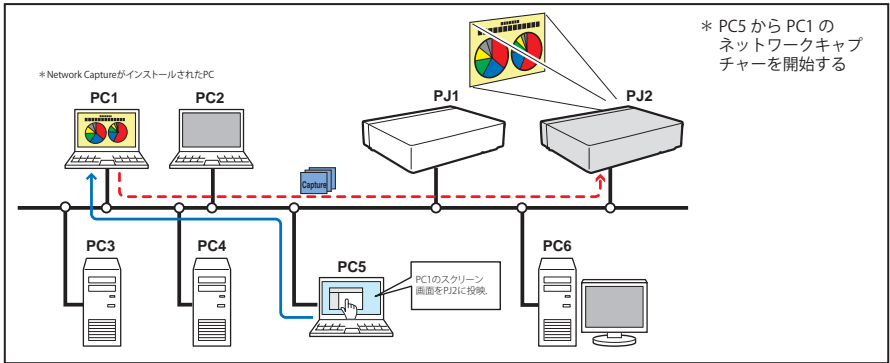 ＊PC5 から PC1 の
ネットワークキャプ
チャーを開始する
＊Network CaptureがインストールされたPC
PC1
PC2
PJ1
PJ2
Capture
PC3
PC4
PC5
PC1のスクリーン
画面をPJ2に投映.
PC6